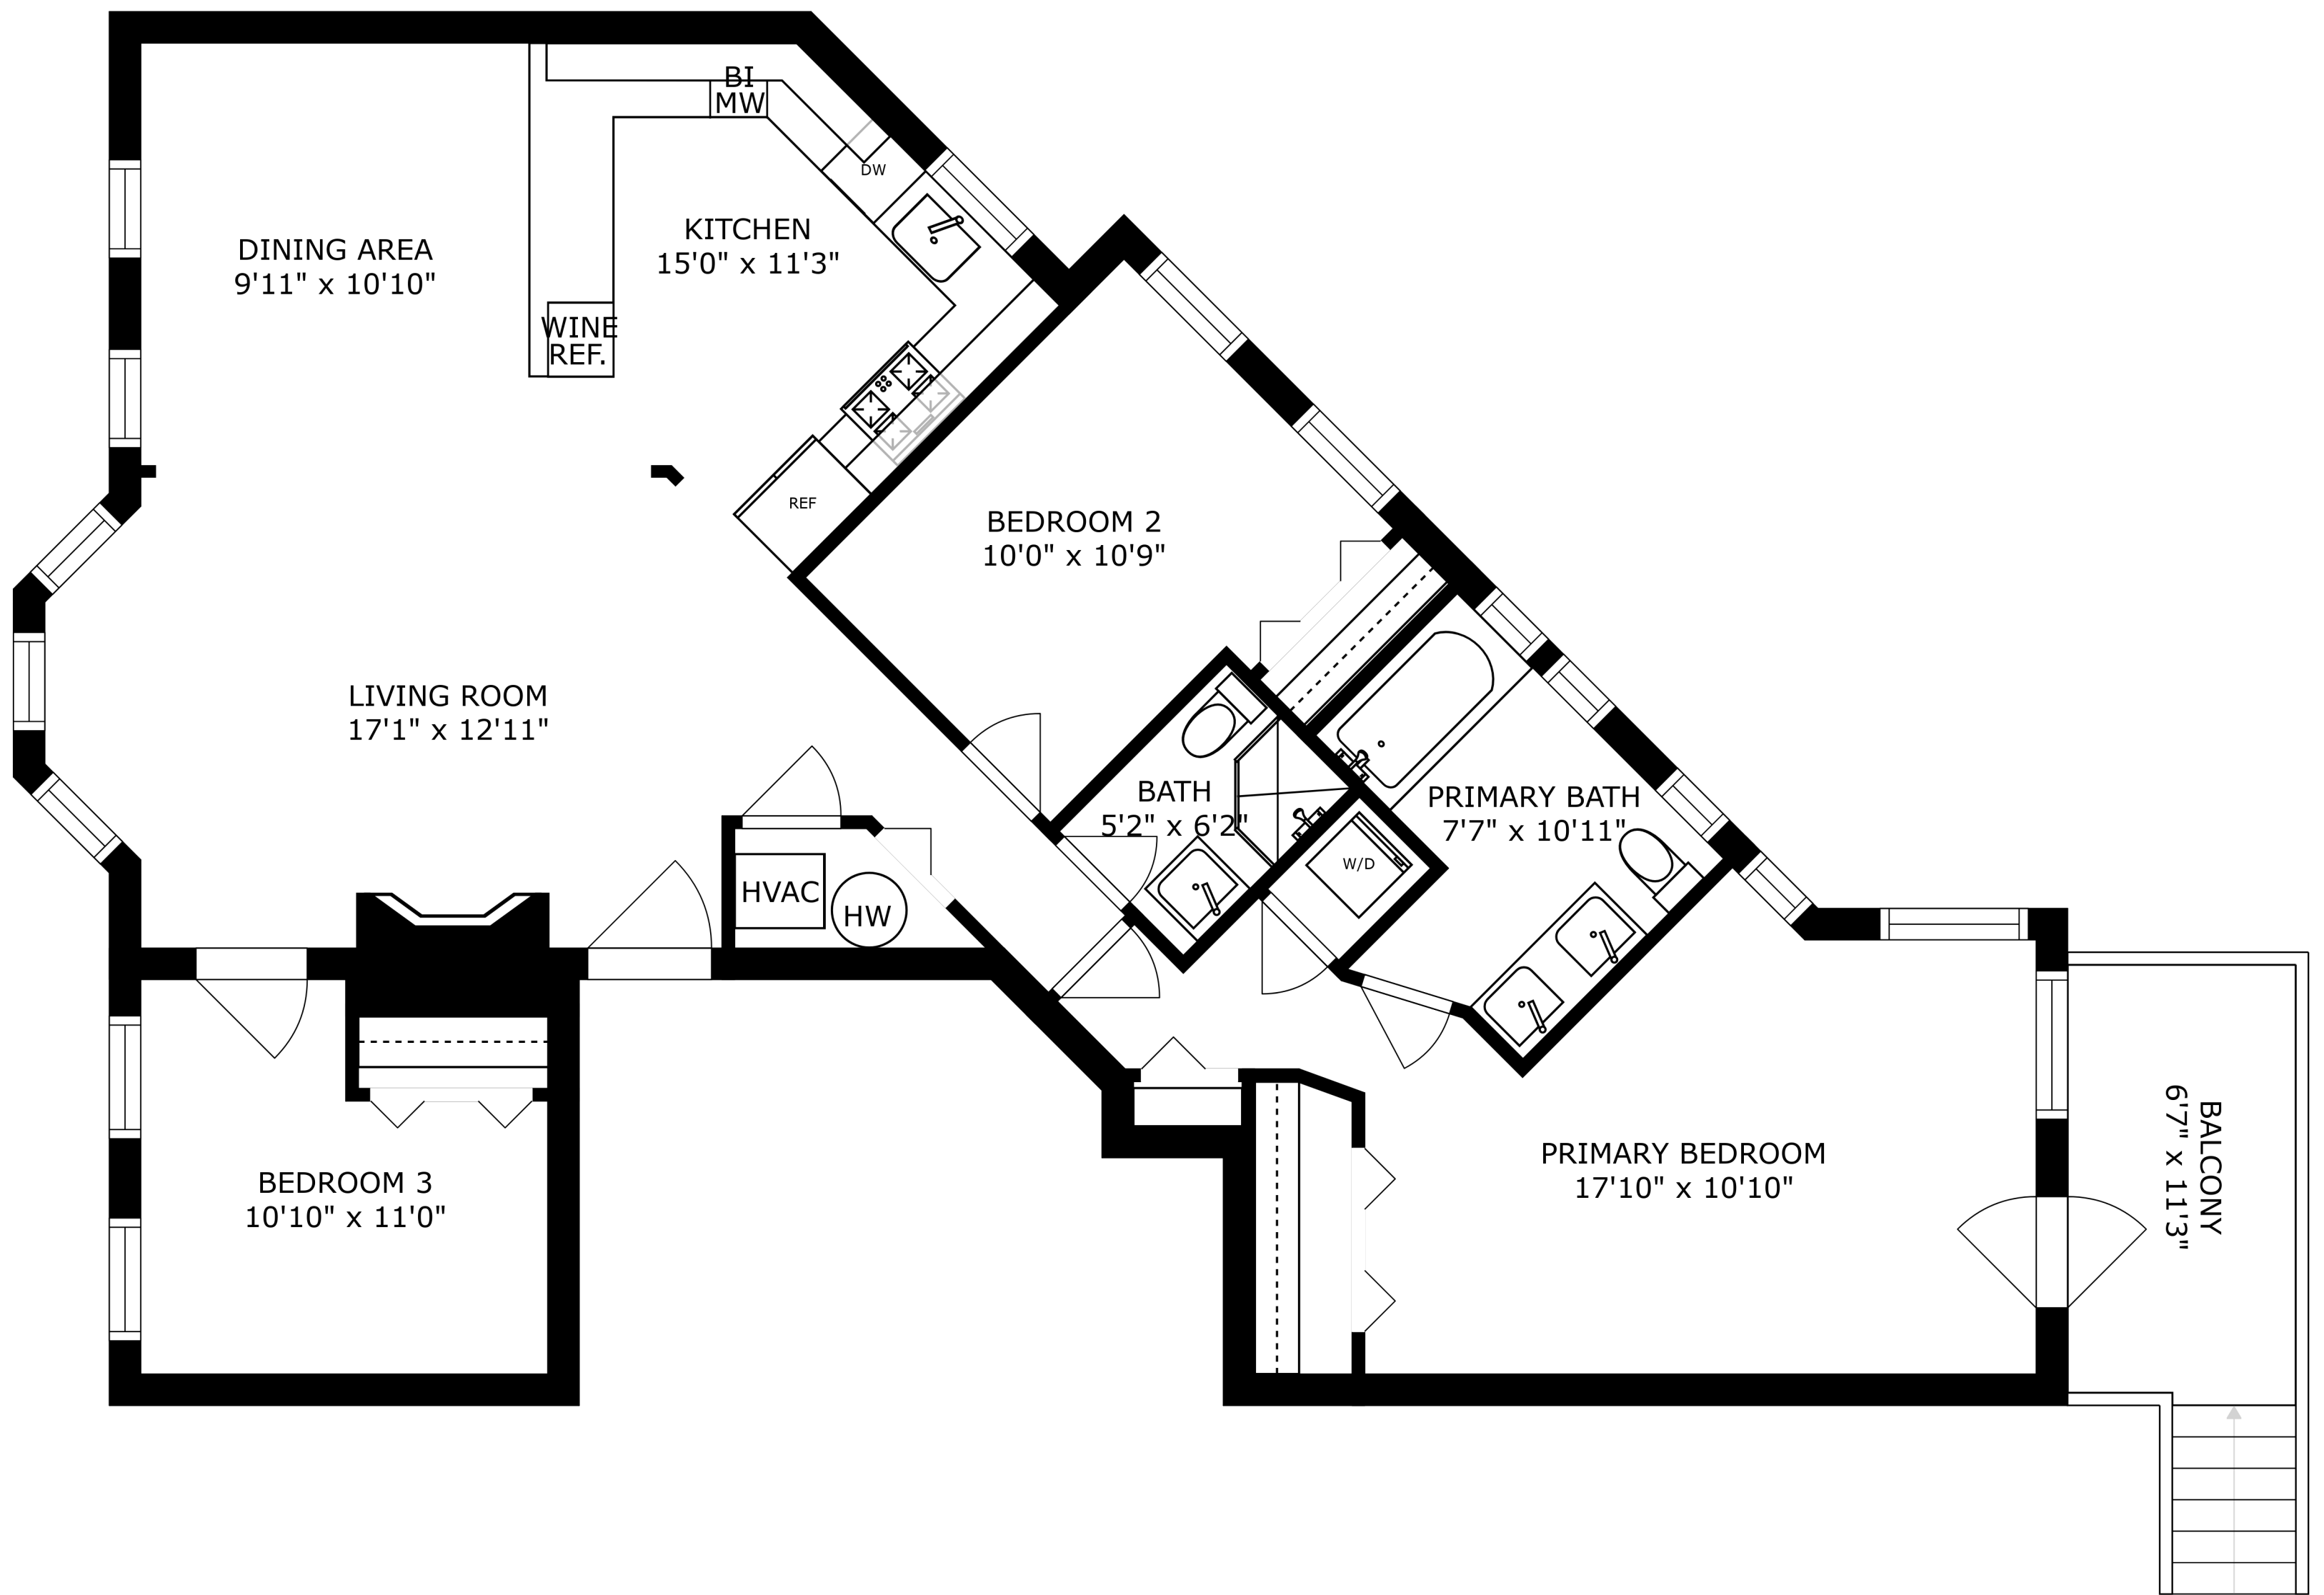 BI
MW
DW
KITCHEN
15'0" x 11'3"
DINING AREA
9'11" x 10'10"
WINE
REF.
REF
BEDROOM 2
10'0" x 10'9"
LIVING ROOM
17'1" x 12'11"
BATH
5'2" x 6'2"
PRIMARY BATH
7'7" x 10'11"
W/D
HVAC
HW
PRIMARY BEDROOM
17'10" x 10'10"
BALCONY
6'7" x 11'3"
BEDROOM 3
10'10" x 11'0"